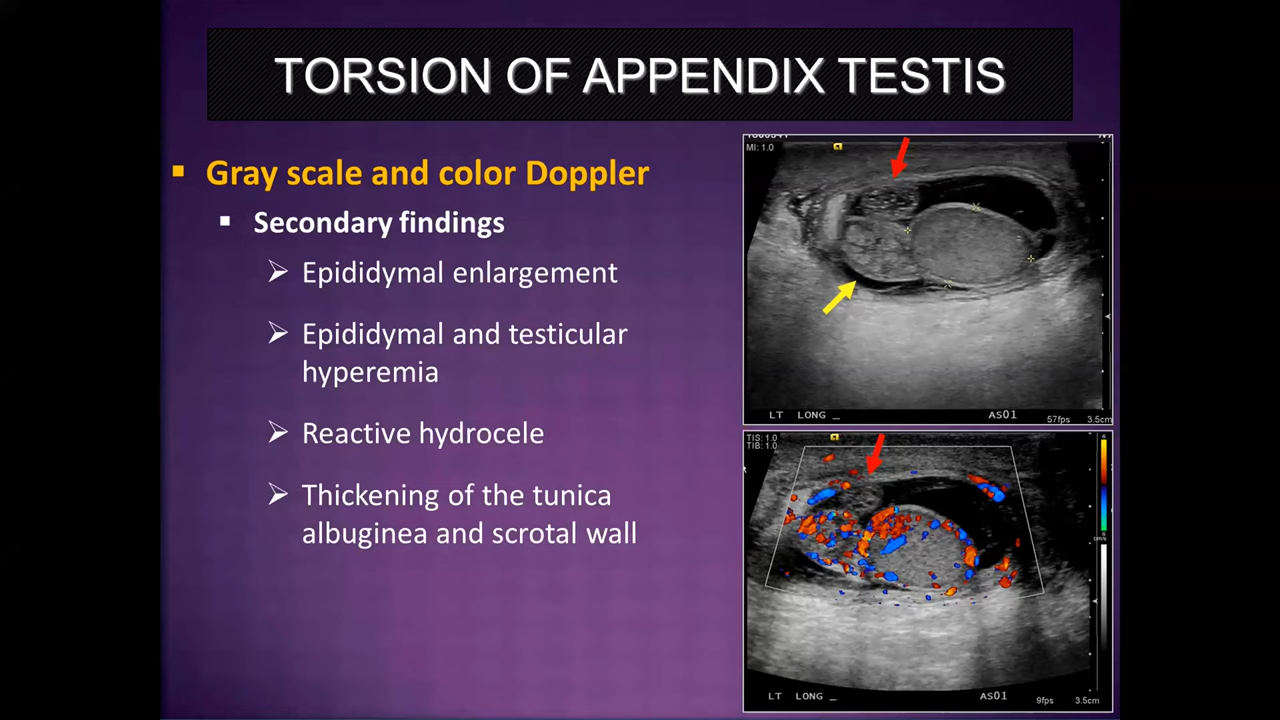 TORSION OF APPENDIX TESTIS
Gray scale and color Doppler
Secondary findings
Epididymal enlargement
Epididymal and testicular
hyperemia
Reactive hydrocele
Thickening of the tunica
albuginea and scrotal wall
MI: 1.0
LT LONG _
AS01
57fps 3.5cm
TIS: 1.0
TIB: 1.0
LT LONG _
AS01
9fps 3.5cm